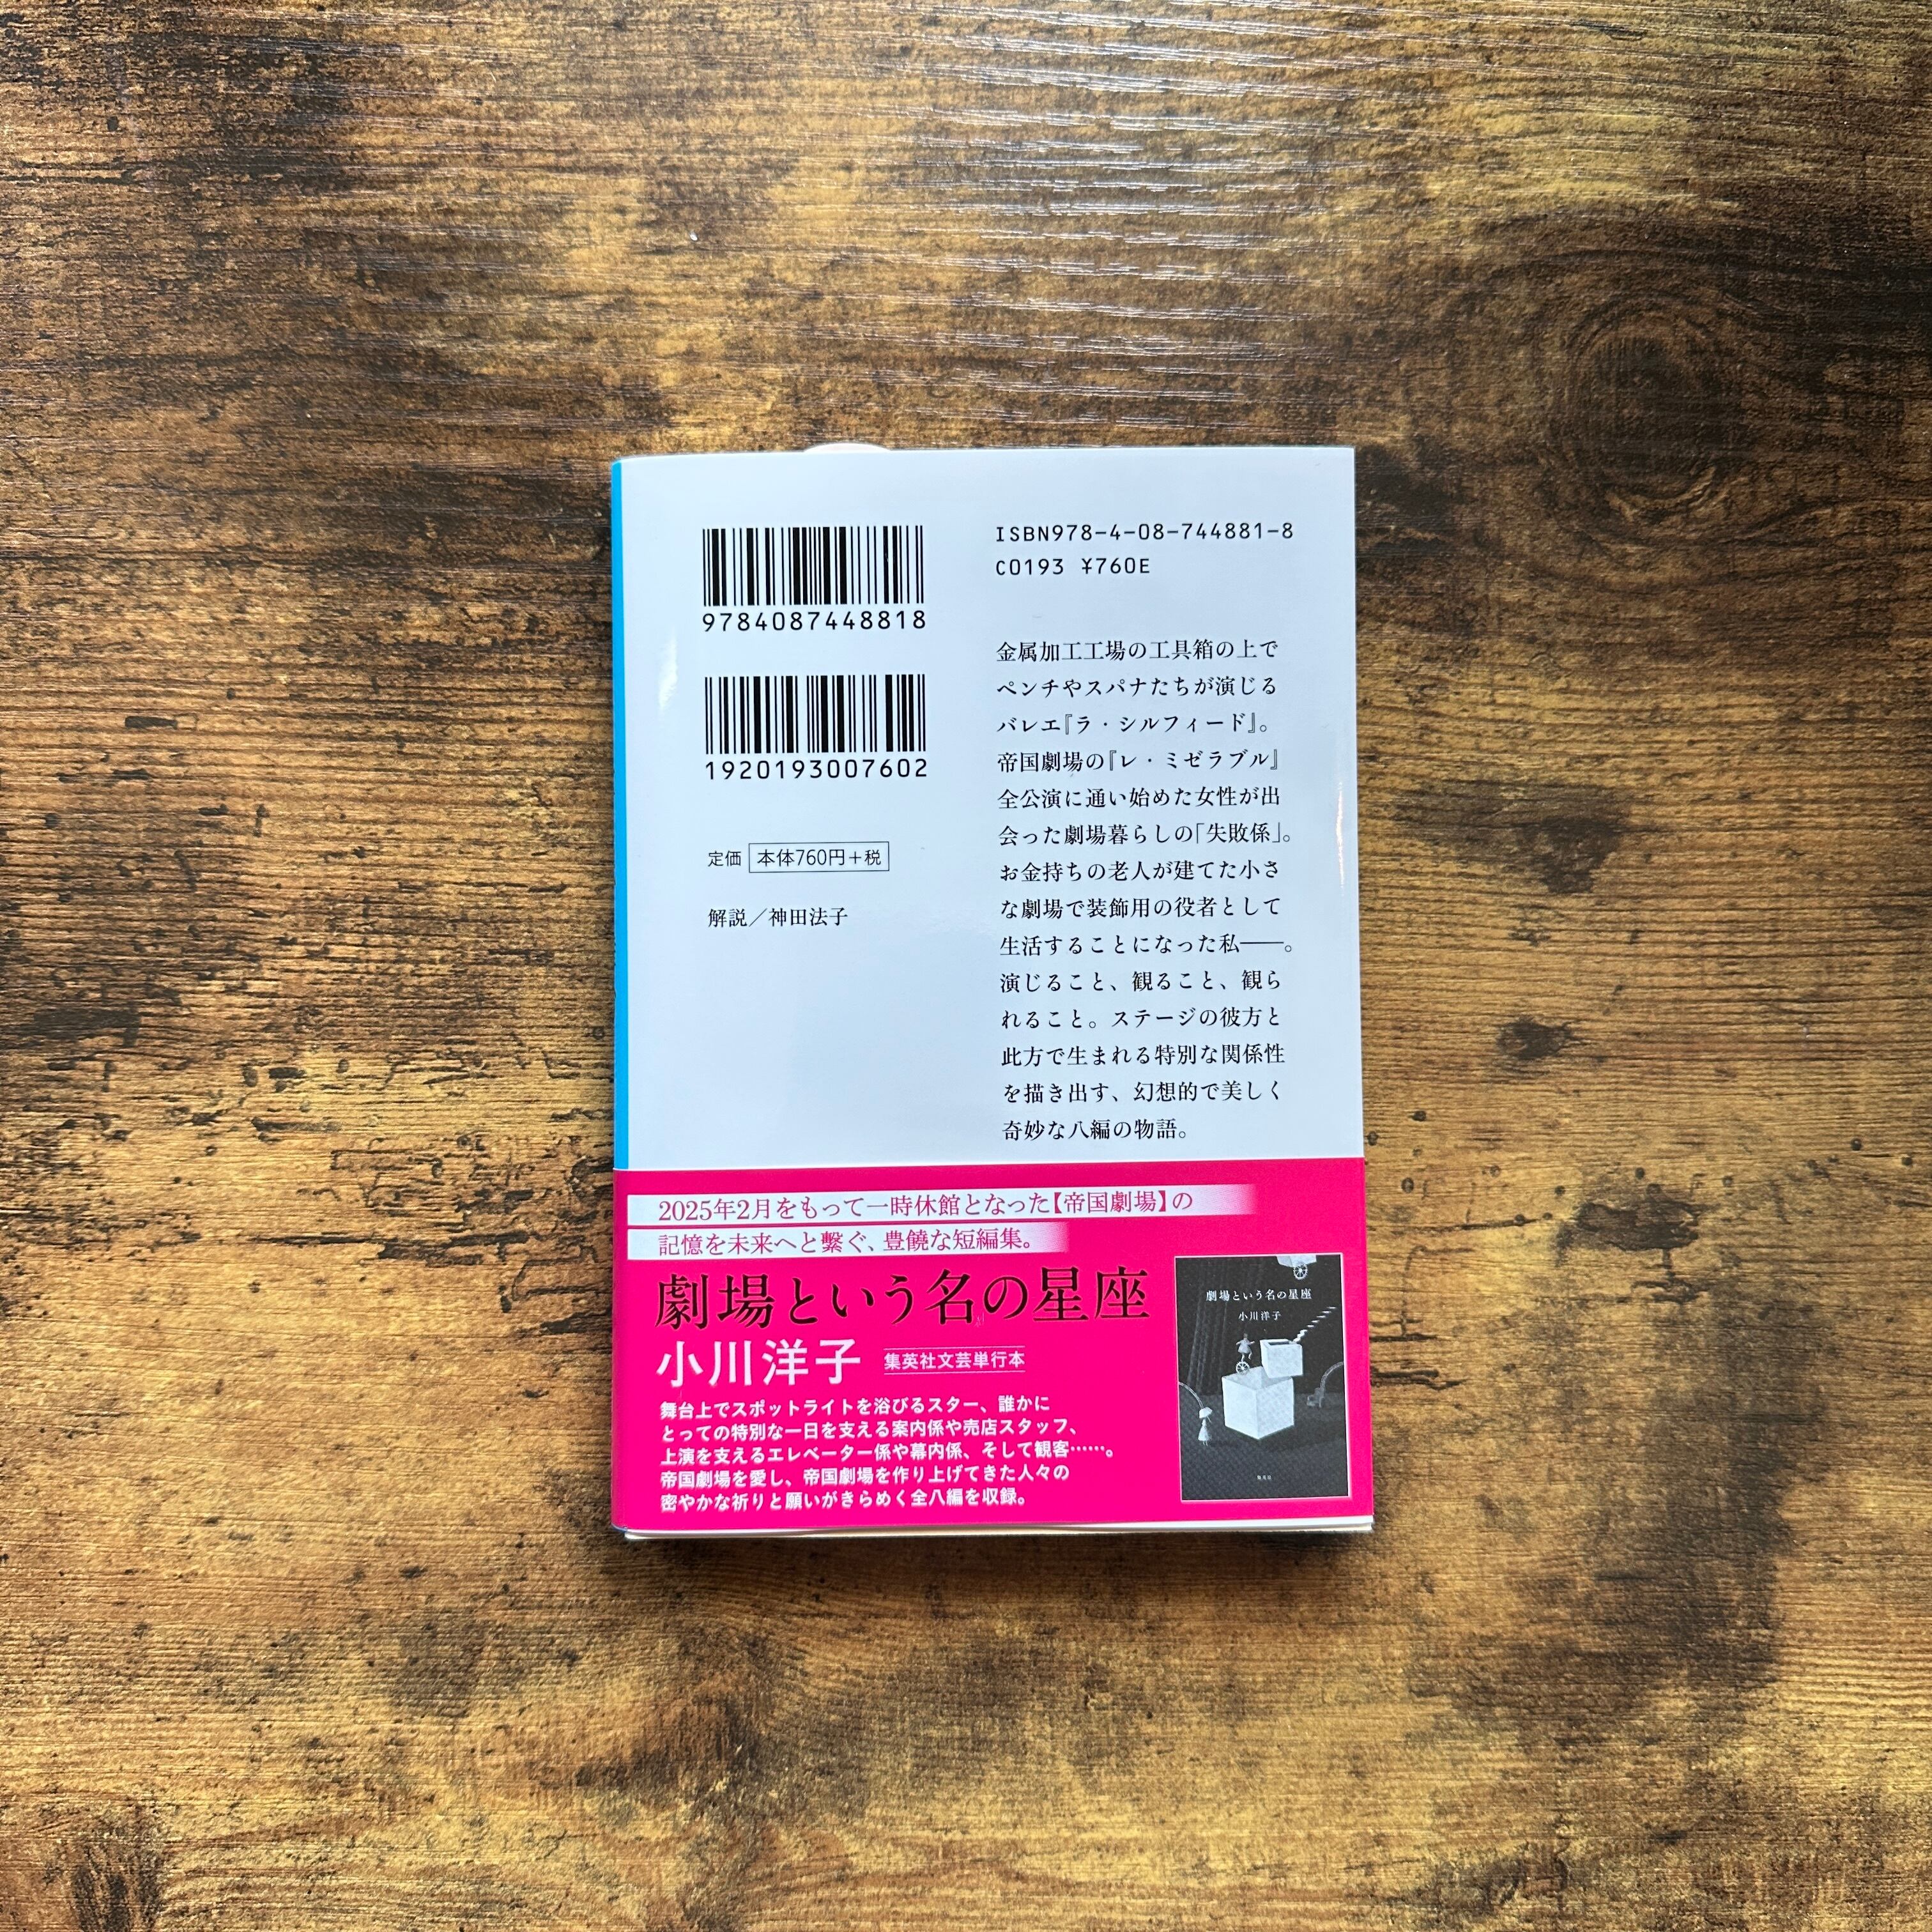 9784087448818
1920193007602
定価 本体760円+税
解説/神田法子
ISBN978-4-08-744881-8
C0193 ¥760E
金属加工工場の工具箱の上で
ペンチやスパナたちが演じる
バレエ『ラ・シルフィード』。
帝国劇場の『レ・ミゼラブル』
全公演に通い始めた女性が出
会った劇場暮らしの「失敗係」。
お金持ちの老人が建てた小さ
な劇場で装飾用の役者として
生活することになった私――。
演じること、観ること、観ら
れること。ステージの彼方と
此方で生まれる特別な関係性
を描き出す、幻想的で美しく
奇妙な八編の物語。
2025年2月をもって一時休館となった【帝国劇場】の
記憶を未来へと繋ぐ、豊饒な短編集。
劇場という名の星座
小川洋子 集英社文芸単行本
舞台上でスポットライトを浴びるスター、誰かに
とっての特別な一日を支える案内係や売店スタッフ、
上演を支えるエレベーター係や幕内係、そして観客……。
帝国劇場を愛し、帝国劇場を作り上げてきた人々の
密やかな祈りと願いがきらめく全八編を収録。
劇場という名の星座
小川洋子
集英社